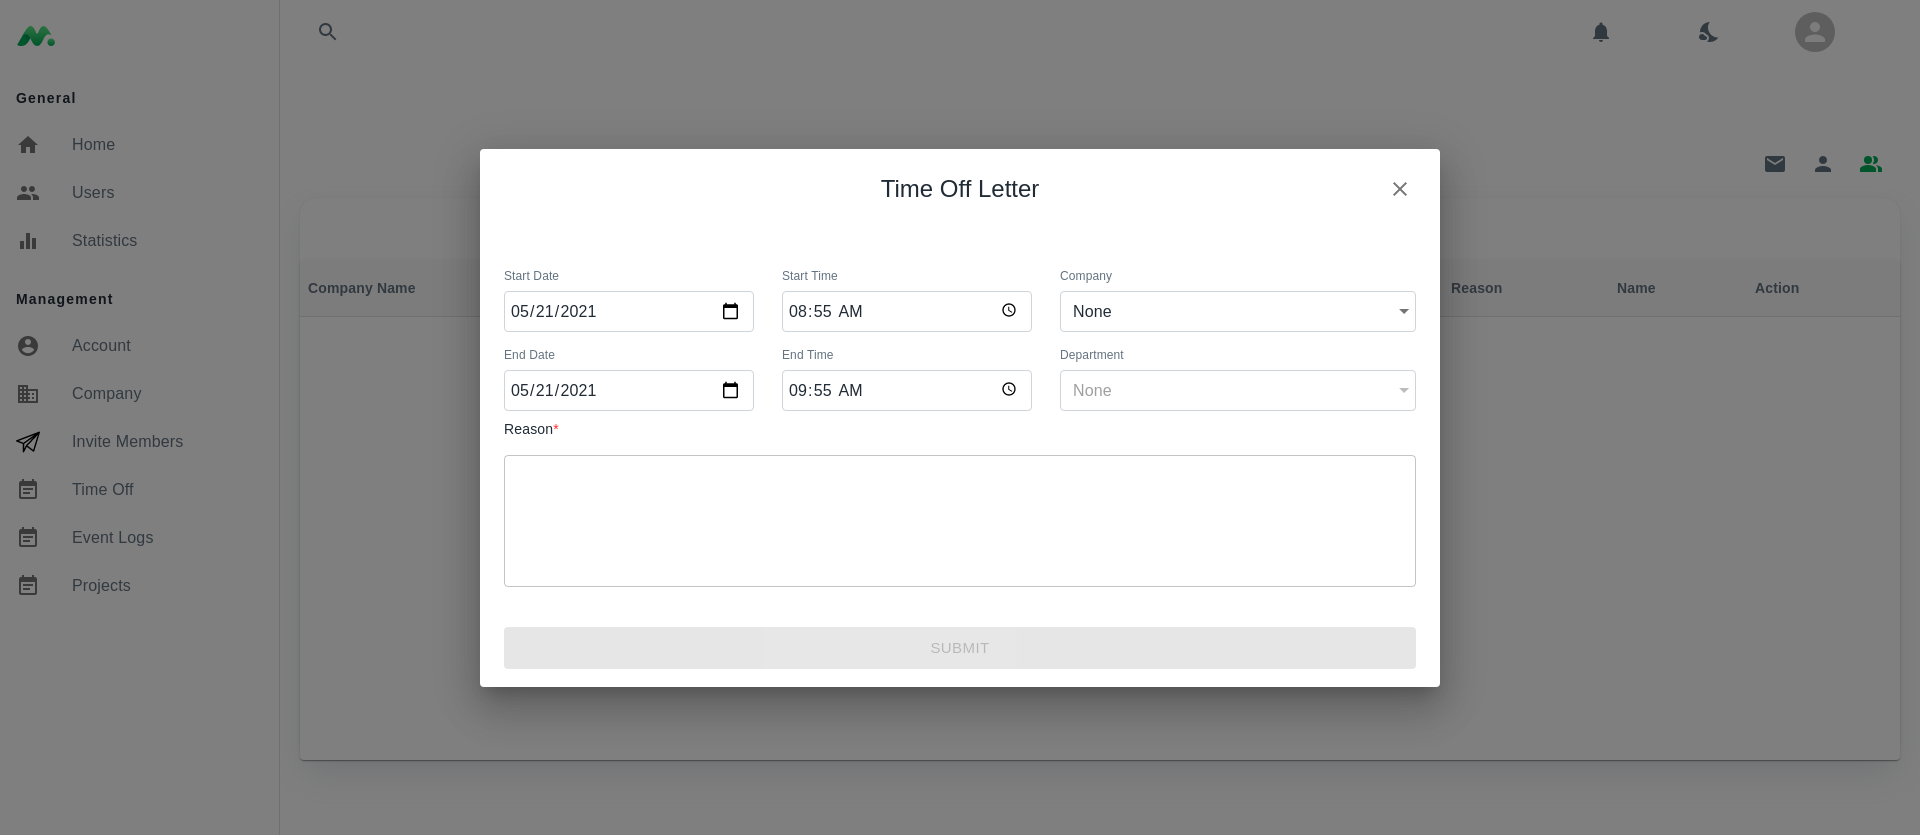 General
Home
Users
Statistics
Management
Account
Company
Invite Members
Time Off
Event Logs
Projects
Company Name
Reason
Name
Action
Time Off Letter
Start Date
Start Time
Company
05/21/2021
08:55 AM
None
End Date
End Time
Department
05/21/2021
09:55 AM
None
Reason*
SUBMIT